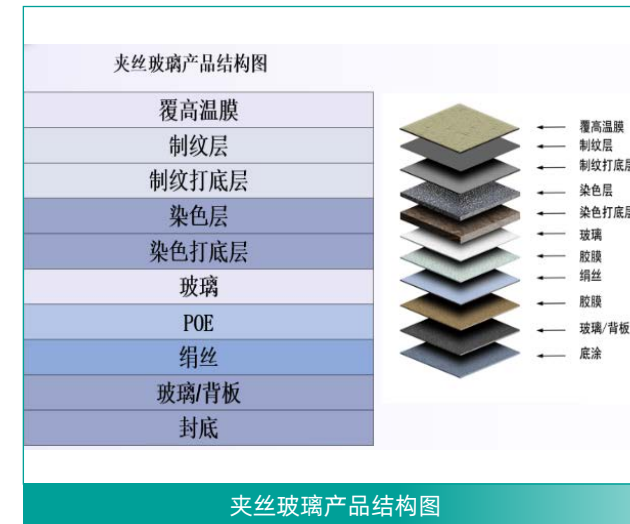 夹丝玻璃产品结构图
覆高温膜
制纹层
制纹打底层
染色层
染色打底层
玻璃
POE
绢丝
玻璃/背板
封底
覆高温膜
制纹层
制纹打底层
染色层
染色打底层
玻璃
胶膜
绢丝
胶膜
玻璃/背板
底涂
夹丝玻璃产品结构图